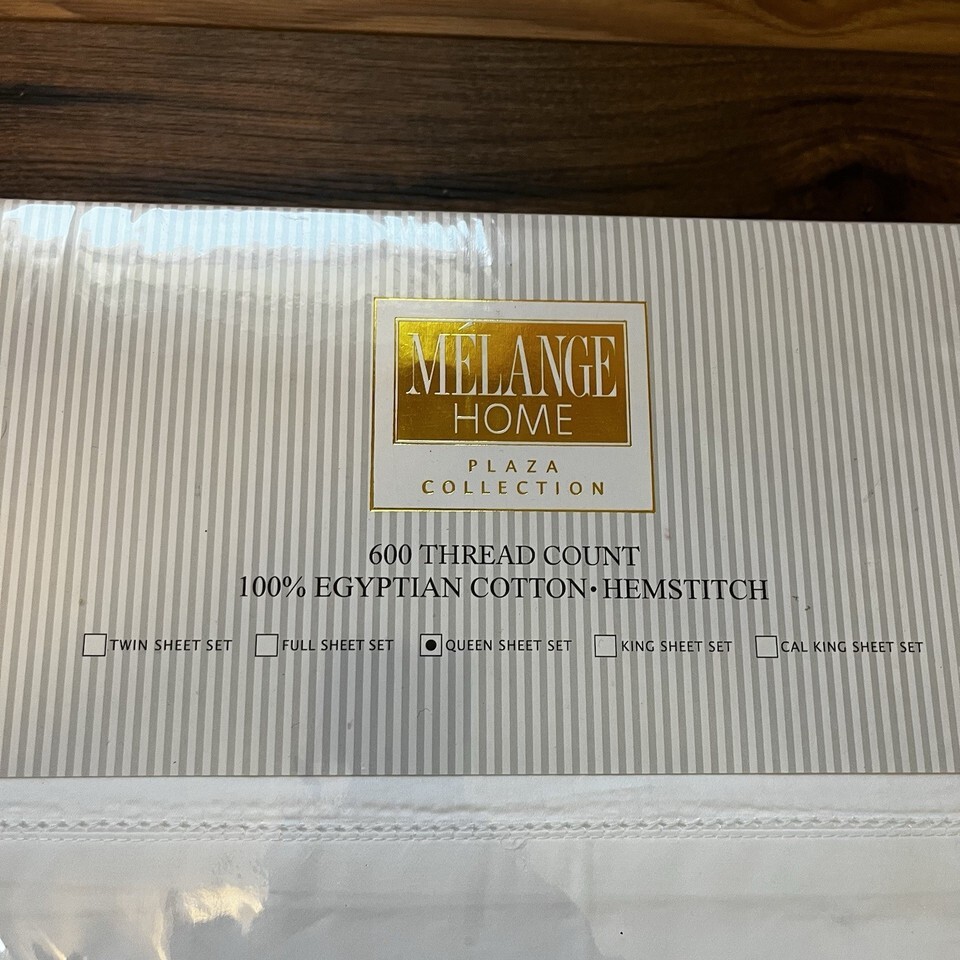 MÉLANGE
HOME
PLAZA
COLLECTION
600 THREAD COUNT
100% EGYPTIAN COTTON • HEMSTITCH
TWIN SHEET SET FULL SHEET SET QUEEN SHEET SET KING SHEET SET CAL KING SHEET SET